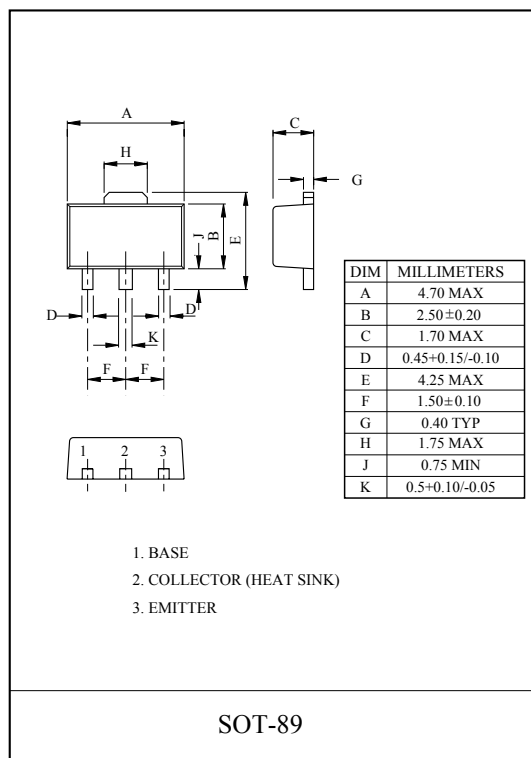 A
H
C
G
J
B
E
D
D
K
F F
1 2 3
DIM MILLIMETERS
A 4.70 MAX
B 2.50±0.20
C 1.70 MAX
D 0.45+0.15/-0.10
E 4.25 MAX
F 1.50±0.10
G 0.40 TYP
H 1.75 MAX
J 0.75 MIN
K 0.5+0.10/-0.05
1. BASE
2. COLLECTOR (HEAT SINK)
3. EMITTER
SOT-89